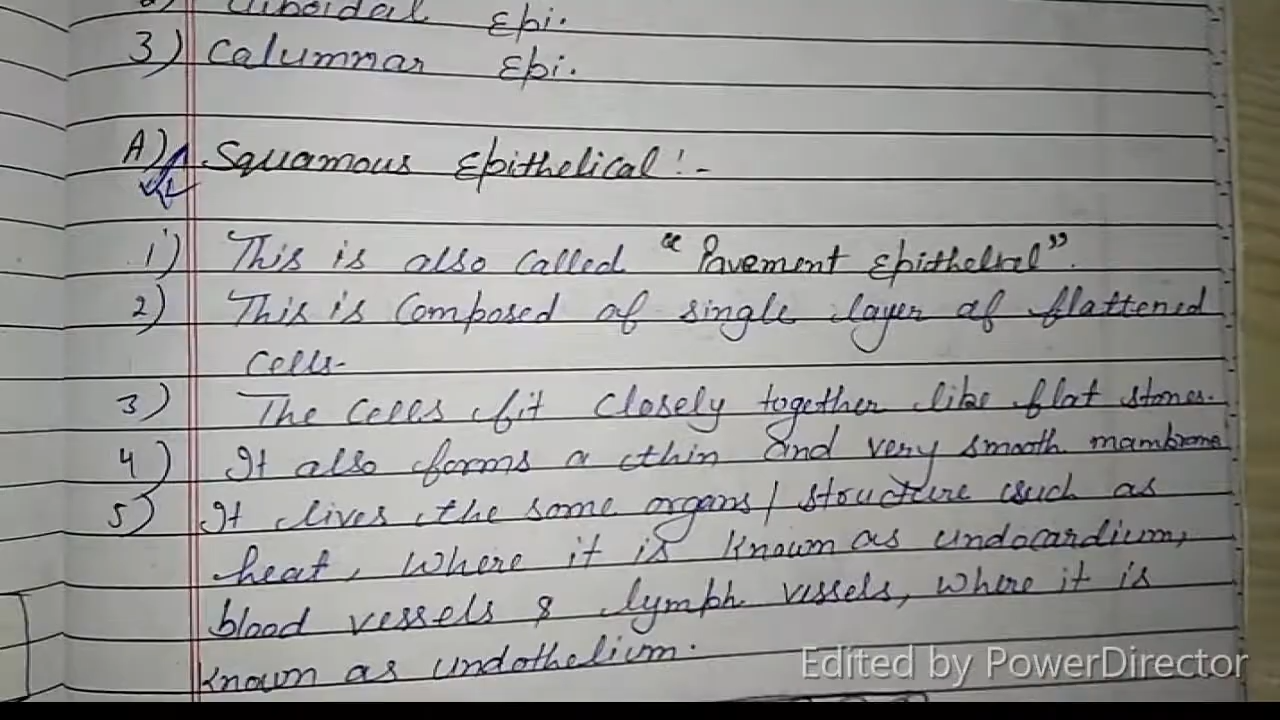 2) Cuboidal Epi.
3) Calumnar Epi.
A) Squamous Epithelical :-
1) This is also called "Pavement Epithelial".
2) This is Composed of single layer of flattened
cells-
3) The cells fit closely together like flat stones.
4) It also forms a thin and very smooth mambrane
5) It lives the some organs / structure such as
heat, where it is known as undocardium,
blood vessels & lymph vessels, where it is
known as undothelium.
Edited by PowerDirector